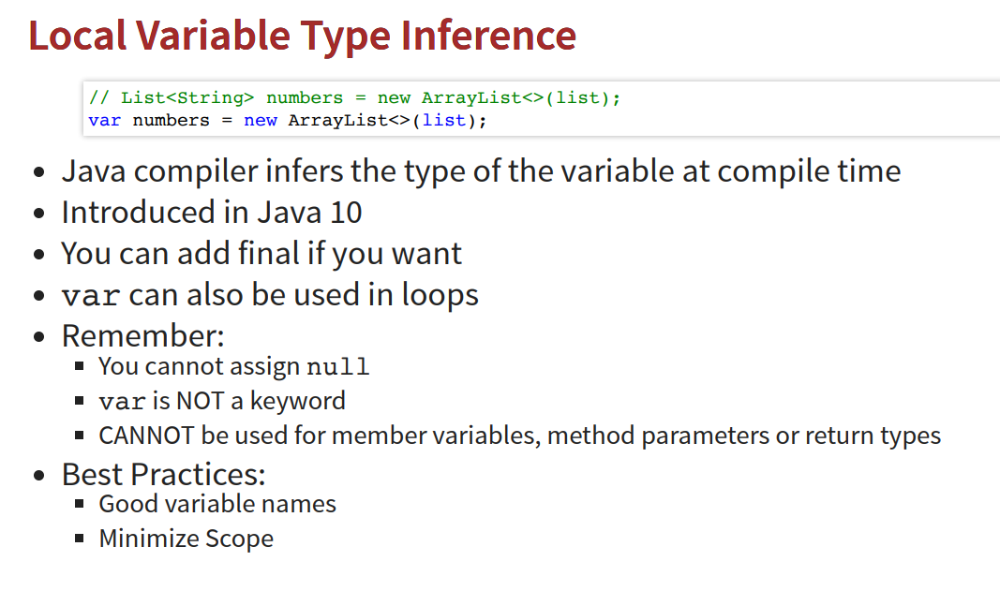 Local Variable Type Inference
// List<String> numbers = new ArrayList<>(list);
var numbers = new ArrayList<>(list);
• Java compiler infers the type of the variable at compile time
• Introduced in Java 10
• You can add final if you want
• var can also be used in loops
• Remember:
▪ You cannot assign null
▪ var is NOT a keyword
▪ CANNOT be used for member variables, method parameters or return types
• Best Practices:
▪ Good variable names
▪ Minimize Scope